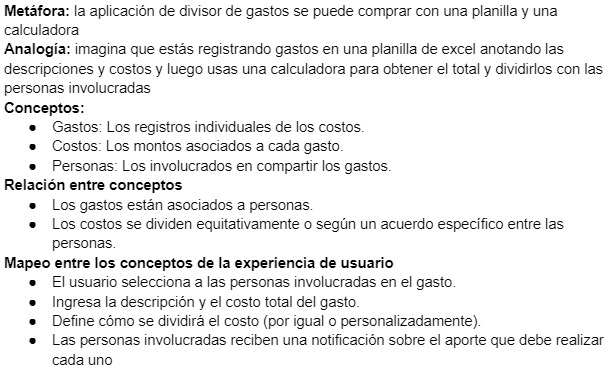 Metáfora: la aplicación de divisor de gastos se puede comprar con una planilla y una
calculadora
Analogía: imagina que estás registrando gastos en una planilla de excel anotando las
descripciones y costos y luego usas una calculadora para obtener el total y dividirlos con las
personas involucradas
Conceptos:
● Gastos: Los registros individuales de los costos.
● Costos: Los montos asociados a cada gasto.
● Personas: Los involucrados en compartir los gastos.
Relación entre conceptos
● Los gastos están asociados a personas.
● Los costos se dividen equitativamente o según un acuerdo específico entre las
personas.
Mapeo entre los conceptos de la experiencia de usuario
● El usuario selecciona a las personas involucradas en el gasto.
● Ingresa la descripción y el costo total del gasto.
● Define cómo se dividirá el costo (por igual o personalizadamente).
● Las personas involucradas reciben una notificación sobre el aporte que debe realizar
cada uno